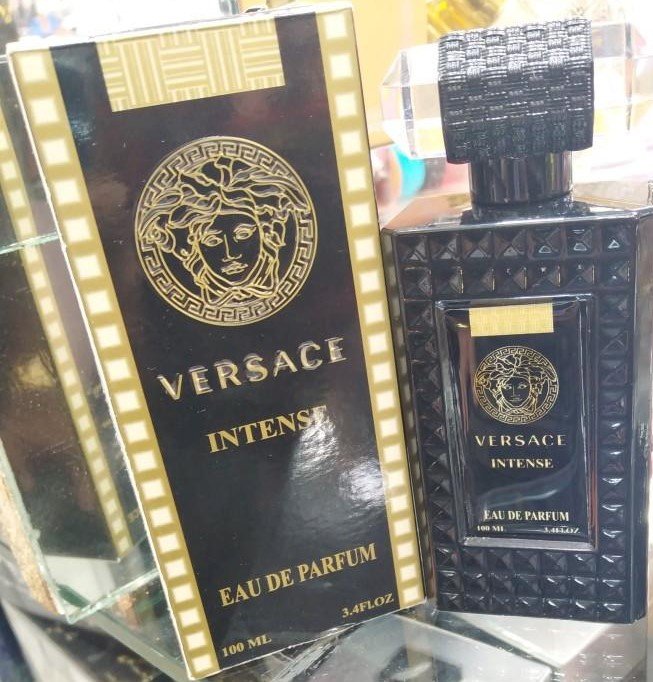 VERSACE
INTENSE
EAU DE PARFUM
100 ML 3.4Fl.OZ
VERSACE
INTENSE
EAU DE PARFUM
100 ML 3.4Fl.OZ